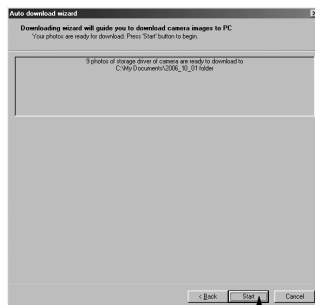 Auto download wizard
Downloading wizard will guide you to download camera images to PC
Your photos are ready for download. Press 'Start' button to begin.
9 photos of storage driver of camera are ready to download to
C:\My Documents\2006_10_01 folder
< Back
Start
Cancel